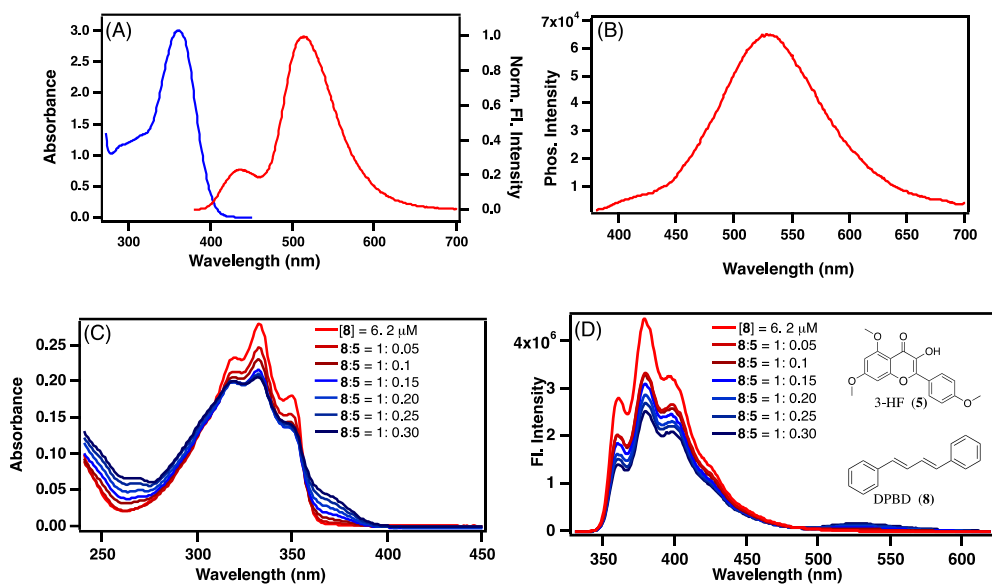 (A)
3.0
2.5
2.0
1.5
1.0
0.5
0.0
Absorbance
1.0
0.8
0.6
0.4
0.2
0.0
Norm. Fl. Intensity
300 400 500 600 700
Wavelength (nm)
(B)
7x10⁴
6
5
4
3
2
1
Phos. Intensity
400 450 500 550 600 650 700
Wavelength (nm)
(C)
0.25
0.20
0.15
0.10
0.05
0.00
Absorbance
[8] = 6. 2 μM
8:5 = 1: 0.05
8:5 = 1: 0.1
8:5 = 1: 0.15
8:5 = 1: 0.20
8:5 = 1: 0.25
8:5 = 1: 0.30
250 300 350 400 450
Wavelength (nm)
(D)
4x10⁶
3
2
1
0
Fl. Intensity
[8] = 6. 2 μM
8:5 = 1: 0.05
8:5 = 1: 0.1
8:5 = 1: 0.15
8:5 = 1: 0.20
8:5 = 1: 0.25
8:5 = 1: 0.30
O
O
OH
O
O
O
3-HF (5)
DPBD (8)
350 400 450 500 550 600
Wavelength (nm)